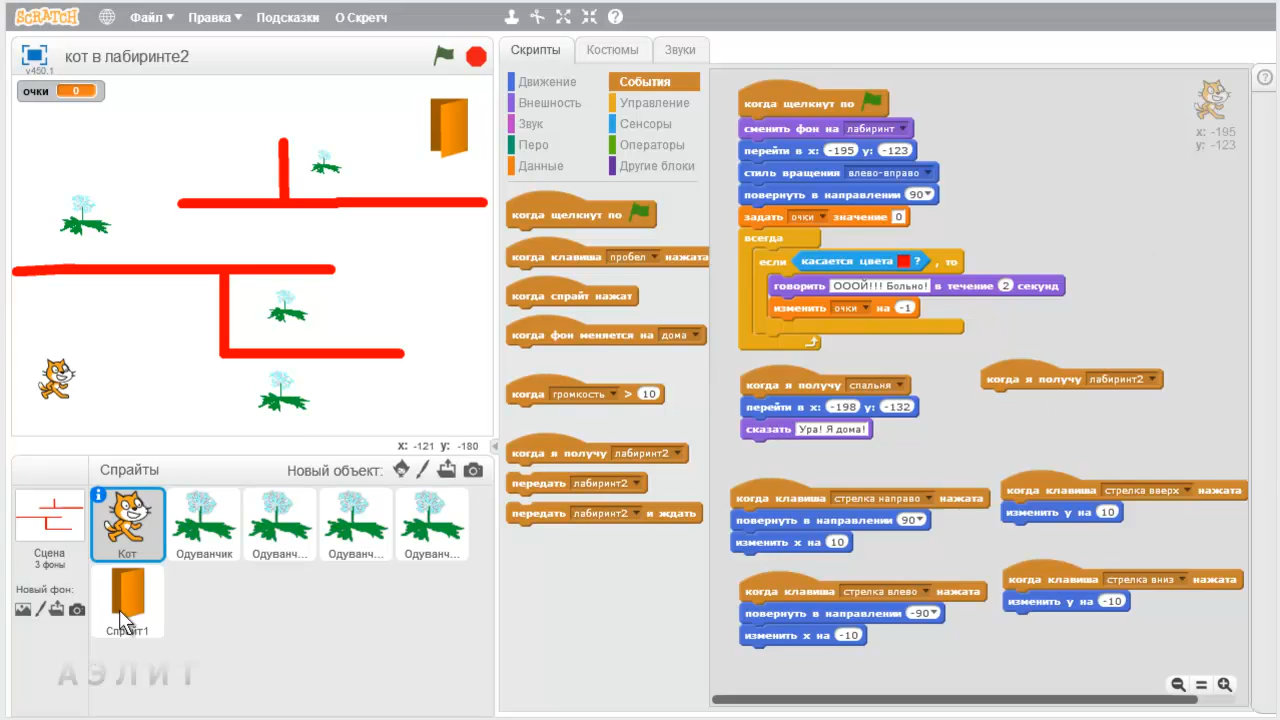 SCRATCH
Файл
Правка
Подсказки
О Скретч
кот в лабиринте2
v450.1
очки 0
x: -121 y: -180
Спрайты
Новый объект:
Сцена
3 фоны
Новый фон:
Кот
Одуванчик
Одуванч...
Одуванч...
Одуванч...
Спрайт1
АЭЛИТ
Скрипты
Костюмы
Звуки
Движение
События
Внешность
Управление
Звук
Сенсоры
Перо
Операторы
Данные
Другие блоки
когда щелкнут по
когда клавиша пробел нажата
когда спрайт нажат
когда фон меняется на дома
когда громкость > 10
когда я получу лабиринт2
передать лабиринт2
передать лабиринт2 и ждать
когда щелкнут по
сменить фон на лабиринт
перейти в x: -195 y: -123
стиль вращения влево-вправо
повернуть в направлении 90
задать очки значение 0
всегда
если касается цвета ? , то
говорить ОООЙ!!! Больно! в течение 2 секунд
изменить очки на -1
когда я получу спальня
перейти в x: -198 y: -132
сказать Ура! Я дома!
когда я получу лабиринт2
когда клавиша стрелка направо нажата
повернуть в направлении 90
изменить x на 10
когда клавиша стрелка влево нажата
повернуть в направлении -90
изменить x на -10
когда клавиша стрелка вверх нажата
изменить y на 10
когда клавиша стрелка вниз нажата
изменить y на -10
x: -195
y: -123